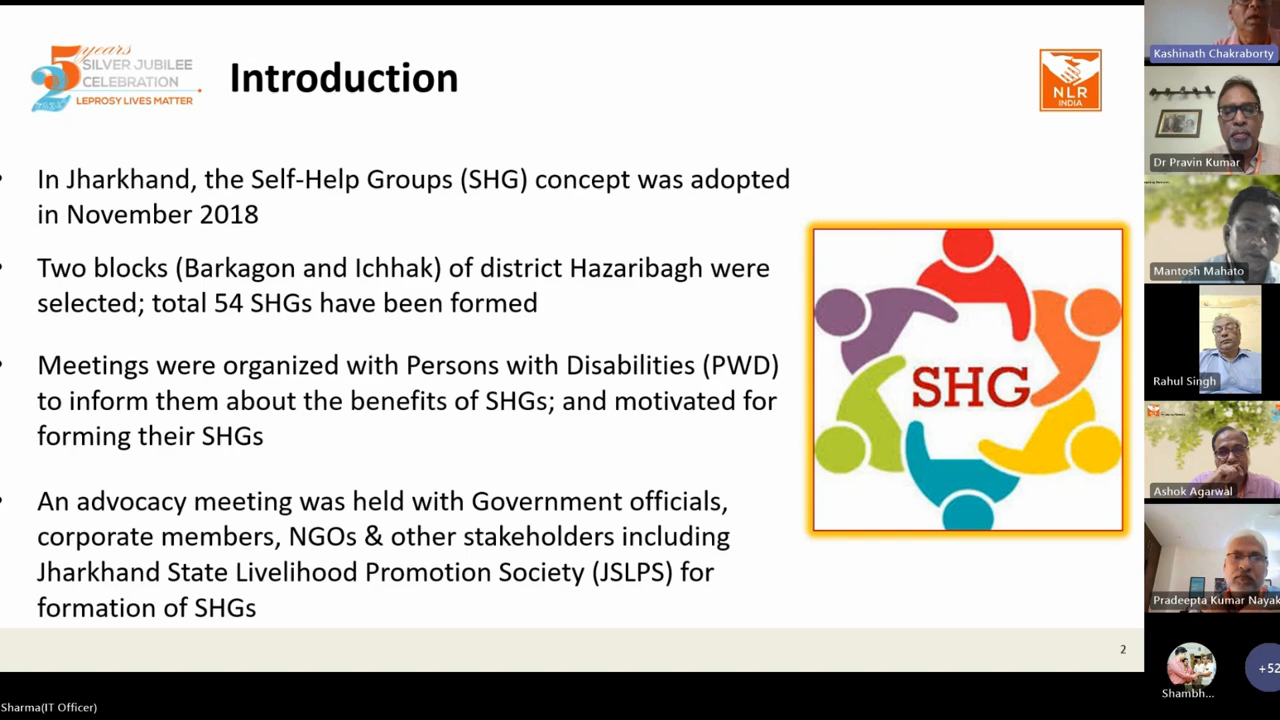 25 years
SILVER JUBILEE
CELEBRATION
LEPROSY LIVES MATTER
Introduction
NLR
INDIA
In Jharkhand, the Self-Help Groups (SHG) concept was adopted
in November 2018
Two blocks (Barkagon and Ichhak) of district Hazaribagh were
selected; total 54 SHGs have been formed
Meetings were organized with Persons with Disabilities (PWD)
to inform them about the benefits of SHGs; and motivated for
forming their SHGs
An advocacy meeting was held with Government officials,
corporate members, NGOs & other stakeholders including
Jharkhand State Livelihood Promotion Society (JSLPS) for
formation of SHGs
SHG
2
Kashinath Chakraborty
Dr Pravin Kumar
Mantosh Mahato
Rahul Singh
Ashok Agarwal
Pradeepta Kumar Nayak
Shambh...
+52
Sharma(IT Officer)